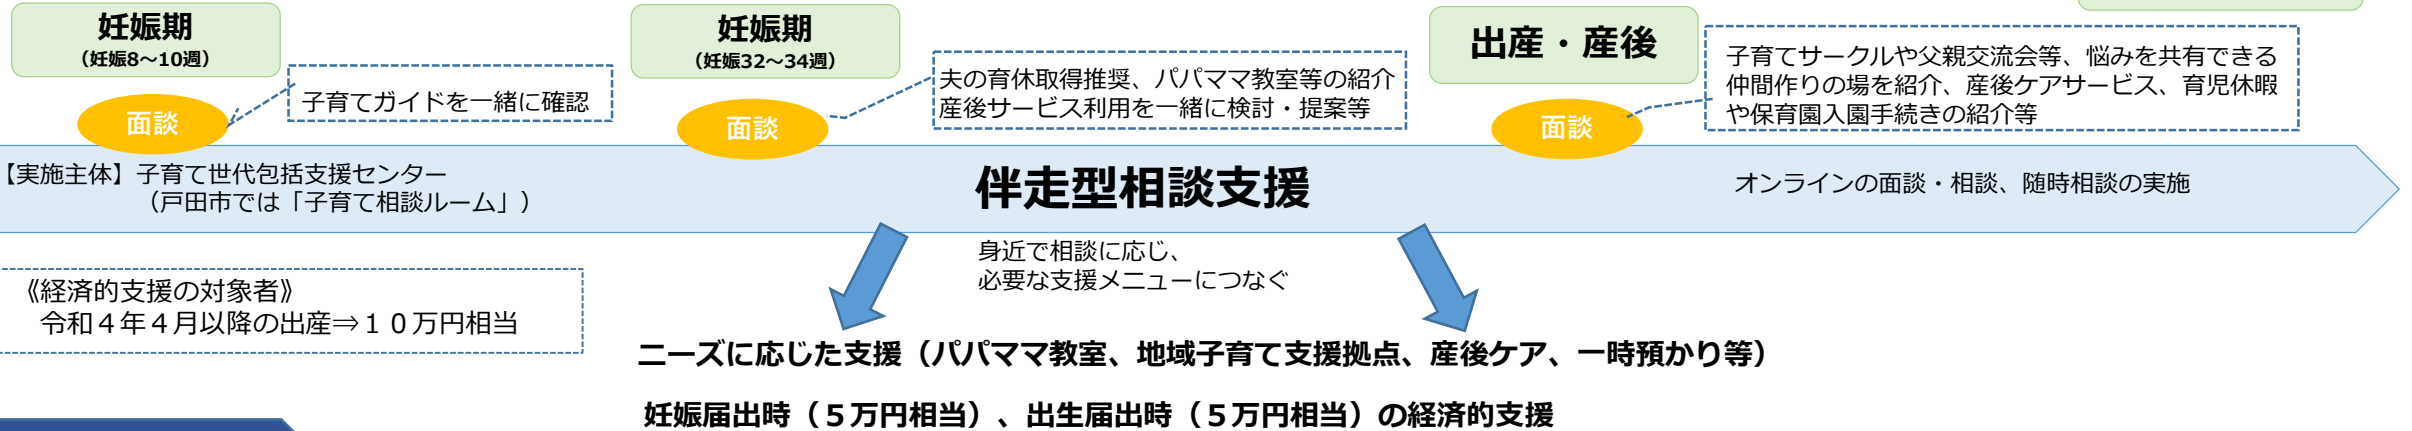 妊娠期
（妊娠8～10週）
面談
子育てガイドを一緒に確認
妊娠期
（妊娠32～34週）
面談
夫の育休取得推奨、パパママ教室等の紹介
産後サービス利用を一緒に検討・提案等
出産・産後
面談
子育てサークルや父親交流会等、悩みを共有できる
仲間作りの場を紹介、産後ケアサービス、育児休暇
や保育園入園手続きの紹介等
【実施主体】子育て世代包括支援センター
（戸田市では「子育て相談ルーム」）
伴走型相談支援
オンラインの面談・相談、随時相談の実施
身近で相談に応じ、
必要な支援メニューにつなぐ
《経済的支援の対象者》
令和４年４月以降の出産⇒１０万円相当
ニーズに応じた支援（パパママ教室、地域子育て支援拠点、産後ケア、一時預かり等）
妊娠届出時（５万円相当）、出生届出時（５万円相当）の経済的支援